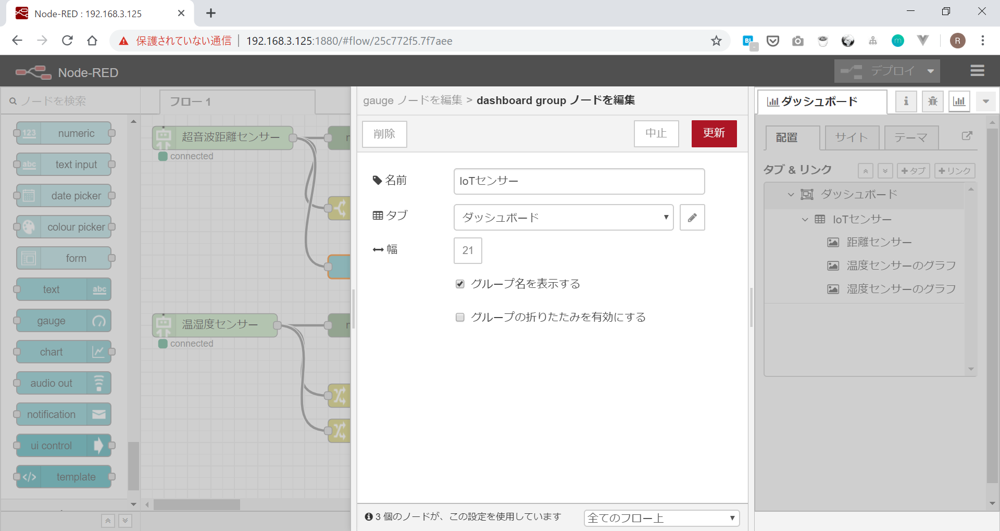 Node-RED : 192.168.3.125
保護されていない通信 192.168.3.125:1880/#flow/25c772f5.7f7aee
B!
m
R
Node-RED
デプロイ
ノードを検索
123 numeric
abc text input
date picker
colour picker
form
text abc
gauge
chart
audio out
notification
ui control
</> template
フロー 1
超音波距離センサー
connected
温湿度センサー
connected
gauge ノードを編集 > dashboard group ノードを編集
削除
中止
更新
名前 IoTセンサー
タブ ダッシュボード
幅 21
グループ名を表示する
グループの折りたたみを有効にする
3 個のノードが、この設定を使用しています 全てのフロー上
ダッシュボード
i
配置 サイト テーマ
タブ & リンク +タブ +リンク
ダッシュボード
IoTセンサー
距離センサー
温度センサーのグラフ
湿度センサーのグラフ